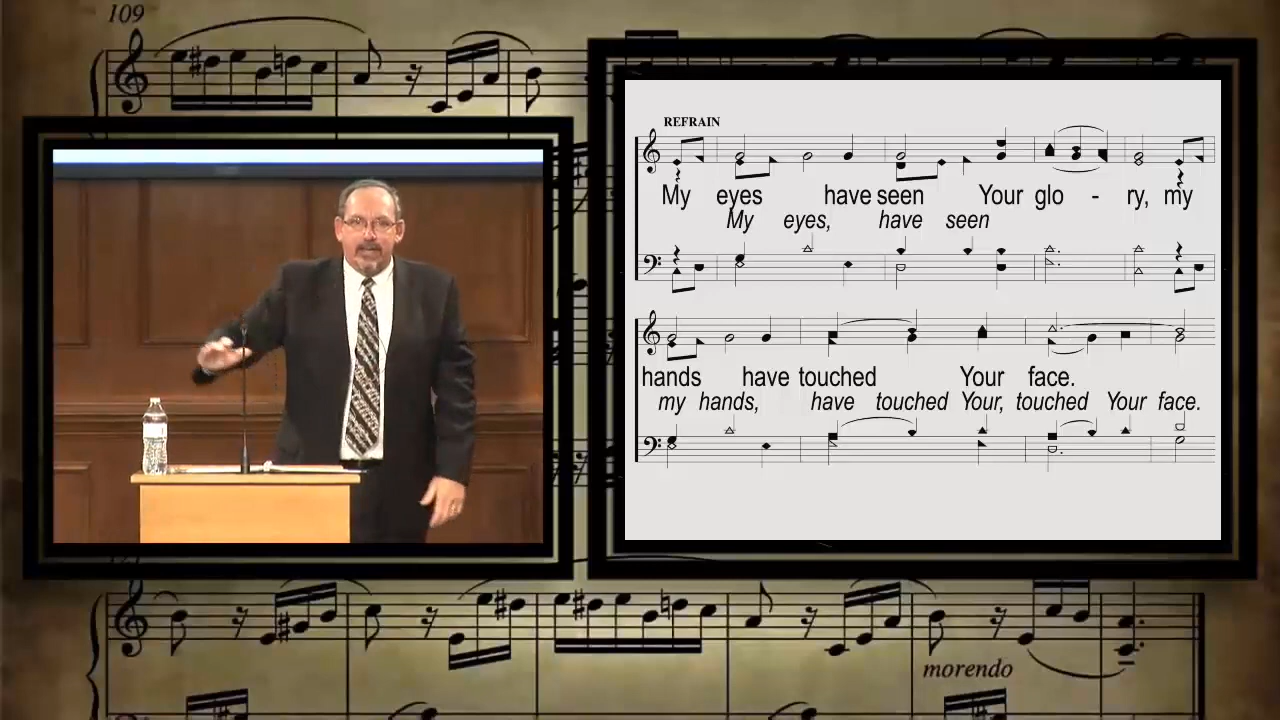 109
REFRAIN
My eyes have seen Your glo - ry, my
My eyes, have seen
hands have touched Your face.
my hands, have touched Your, touched Your face.
morendo